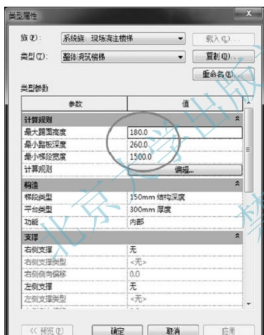 类型属性
族(F): 系统族：现场浇注楼梯 载入(L)...
类型(T): 整体浇筑楼梯 复制(D)...
重命名(R)...
类型参数
参数 值
计算规则
最大踢面高度 180.0
最小踏板深度 260.0
最小梯段宽度 1500.0
计算规则 编辑...
构造
梯段类型 150mm 结构深度
平台类型 300mm 厚度
功能 内部
支撑
右侧支撑 无
右侧支撑类型 <无>
右侧侧向偏移 0.0
左侧支撑 无
左侧支撑类型 <无>
<< 预览(P) 确定 取消 应用